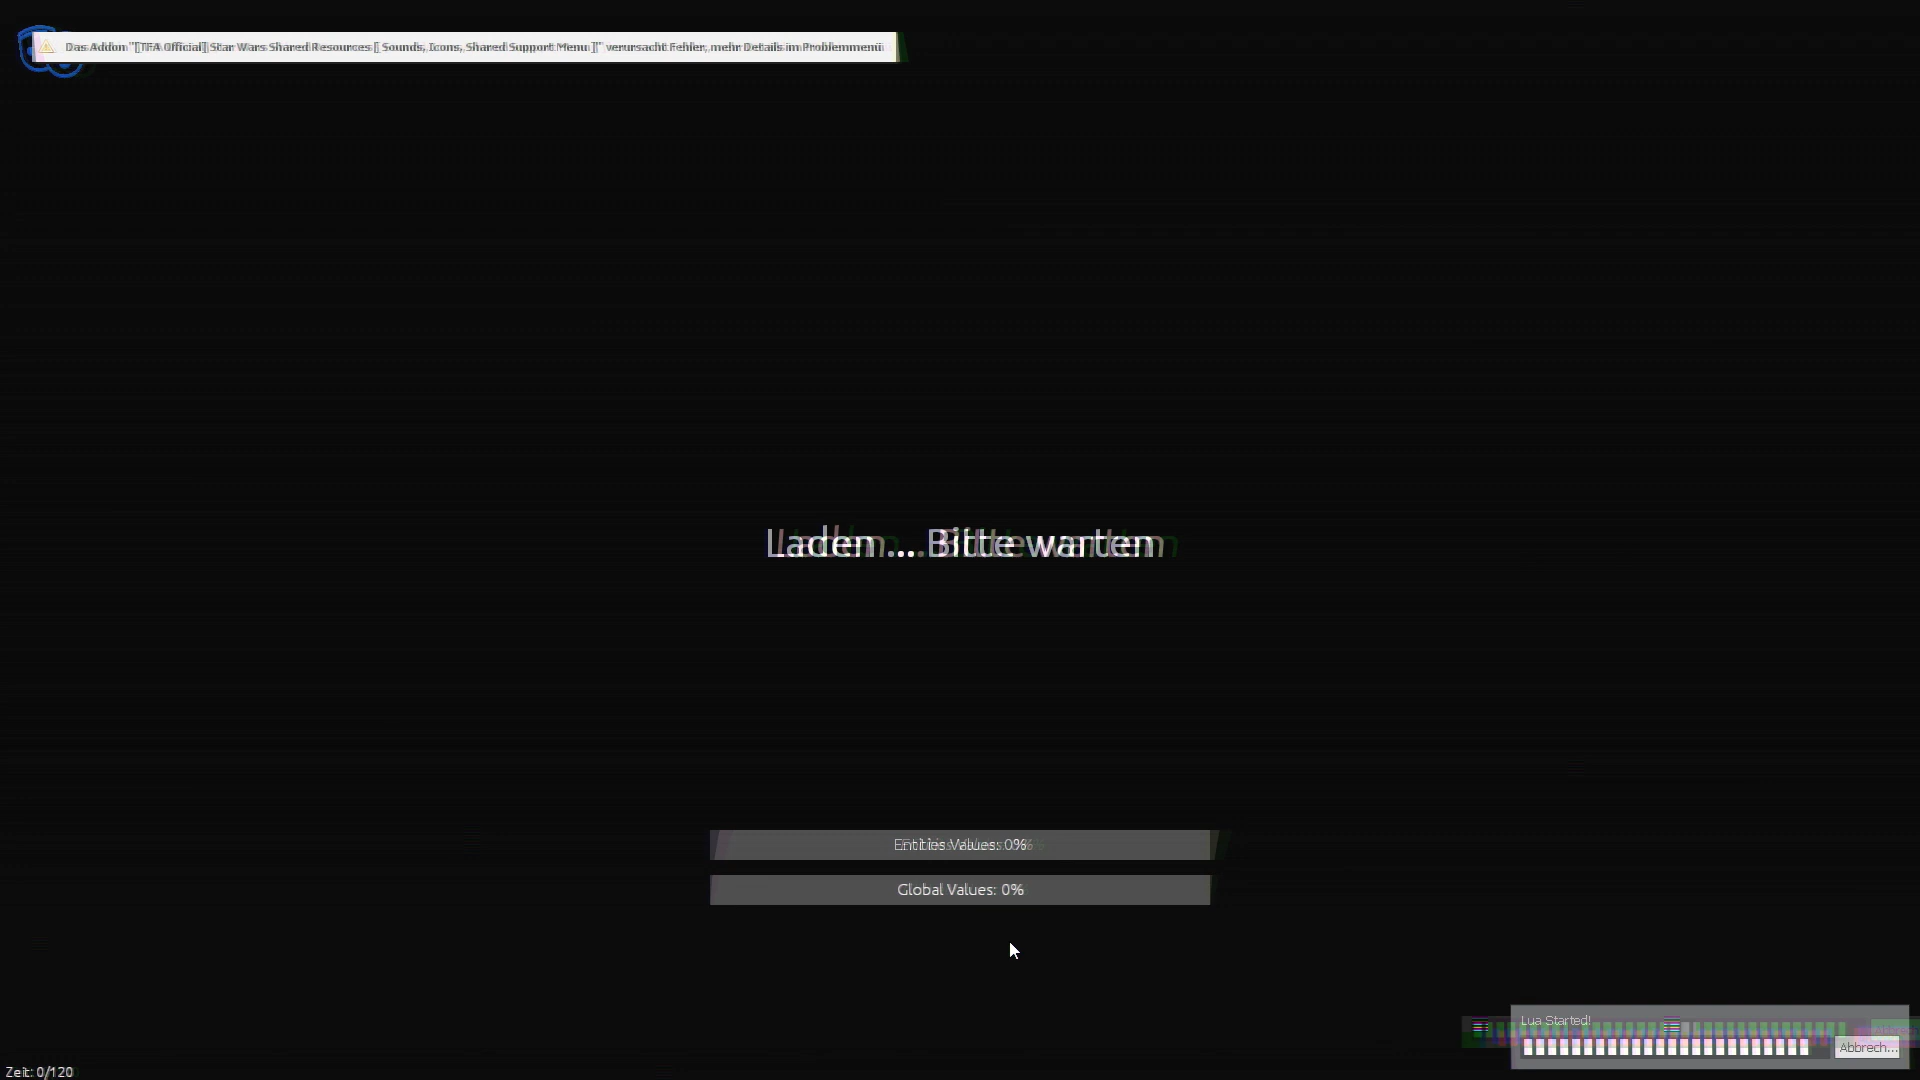 Das Addon "[TFA Official] Star Wars Shared Resources [ Sounds, Icons, Shared Support Menu ]" verursacht Fehler, mehr Details im Problemmenü
Laden ... Bitte warten
Entities Values: 0%
Global Values: 0%
Lua Started!
Abbrech...
Zeit: 0/120